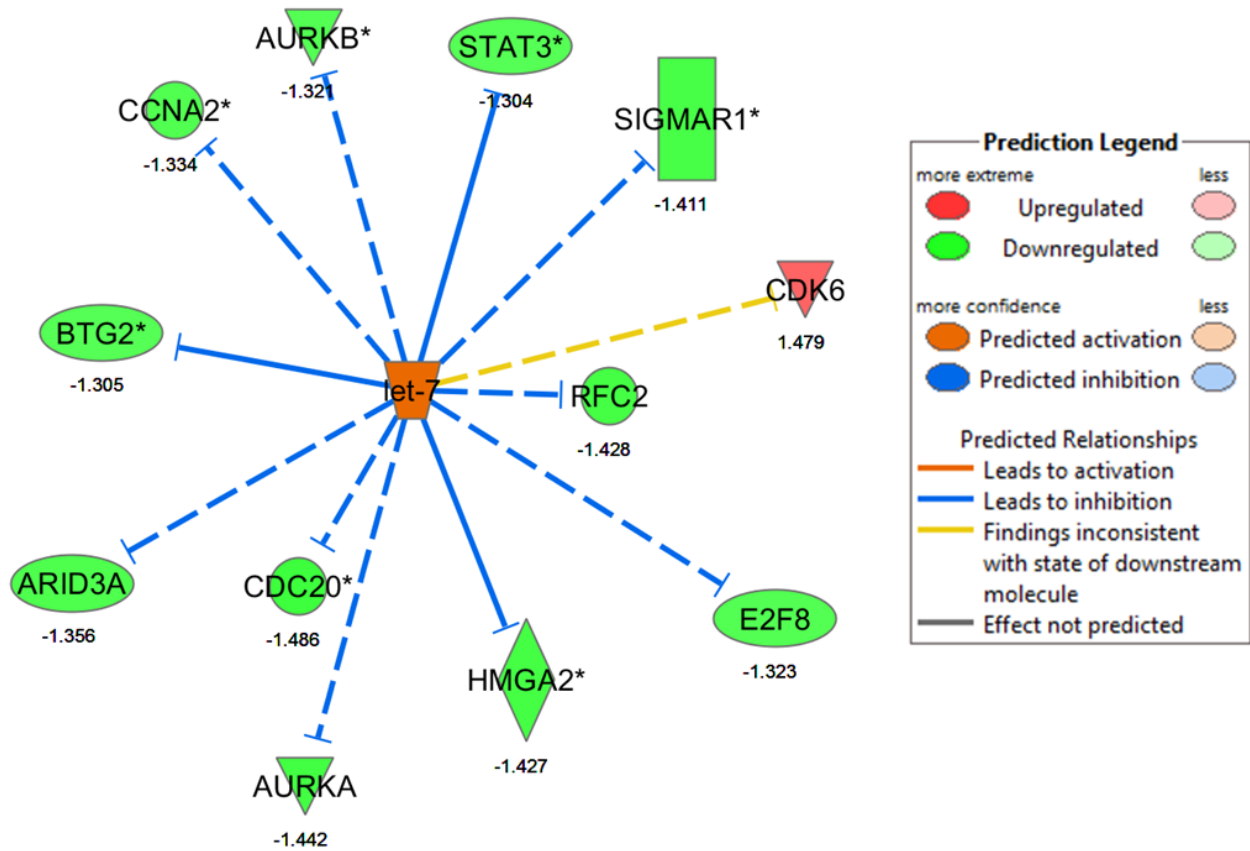 AURKB*
-1.321
STAT3*
-1.304
CCNA2*
-1.334
SIGMAR1*
-1.411
CDK6
1.479
BTG2*
-1.305
let-7
RFC2
-1.428
ARID3A
-1.356
CDC20*
-1.486
E2F8
-1.323
HMGA2*
-1.427
AURKA
-1.442
Prediction Legend
more extreme less
Upregulated
Downregulated
more confidence less
Predicted activation
Predicted inhibition
Predicted Relationships
Leads to activation
Leads to inhibition
Findings inconsistent
with state of downstream
molecule
Effect not predicted